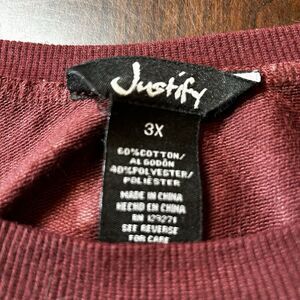 Justify
3X
60% COTTON/
ALGODÓN
40% POLYESTER/
POLIÉSTER
MADE IN CHINA
HECHO EN CHINA
RN 129271
SEE REVERSE
FOR CARE